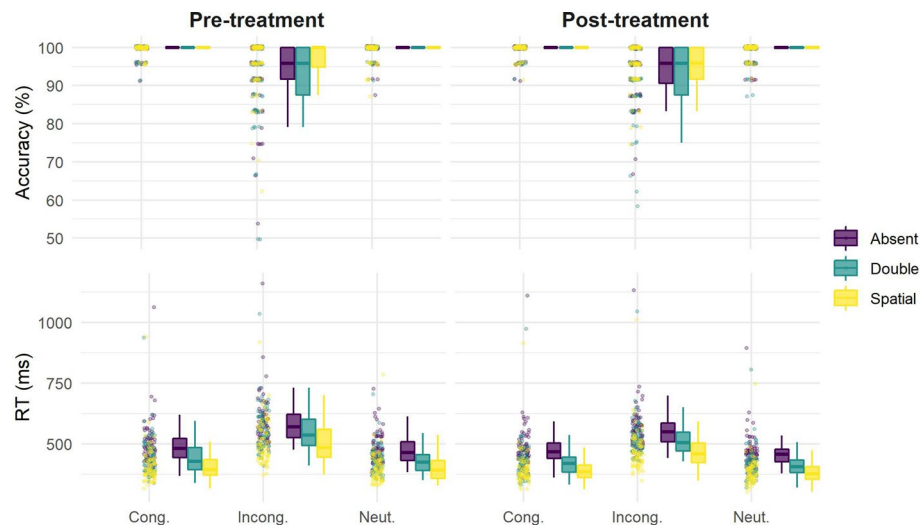 Pre-treatment
Post-treatment
Accuracy (%)
100
90
80
70
60
50
RT (ms)
1000
750
500
Cong.
Incong.
Neut.
Cong.
Incong.
Neut.
Absent
Double
Spatial